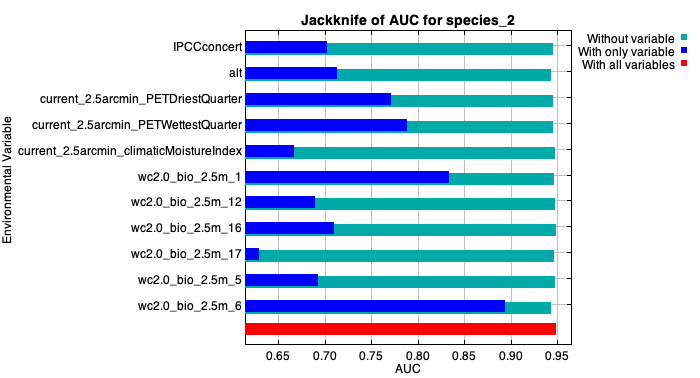 Jackknife of AUC for species_2
Without variable
With only variable
With all variables
Environmental Variable
IPCCconcert
alt
current_2.5arcmin_PETDriestQuarter
current_2.5arcmin_PETWettestQuarter
current_2.5arcmin_climaticMoistureIndex
wc2.0_bio_2.5m_1
wc2.0_bio_2.5m_12
wc2.0_bio_2.5m_16
wc2.0_bio_2.5m_17
wc2.0_bio_2.5m_5
wc2.0_bio_2.5m_6
0.65 0.70 0.75 0.80 0.85 0.90 0.95
AUC